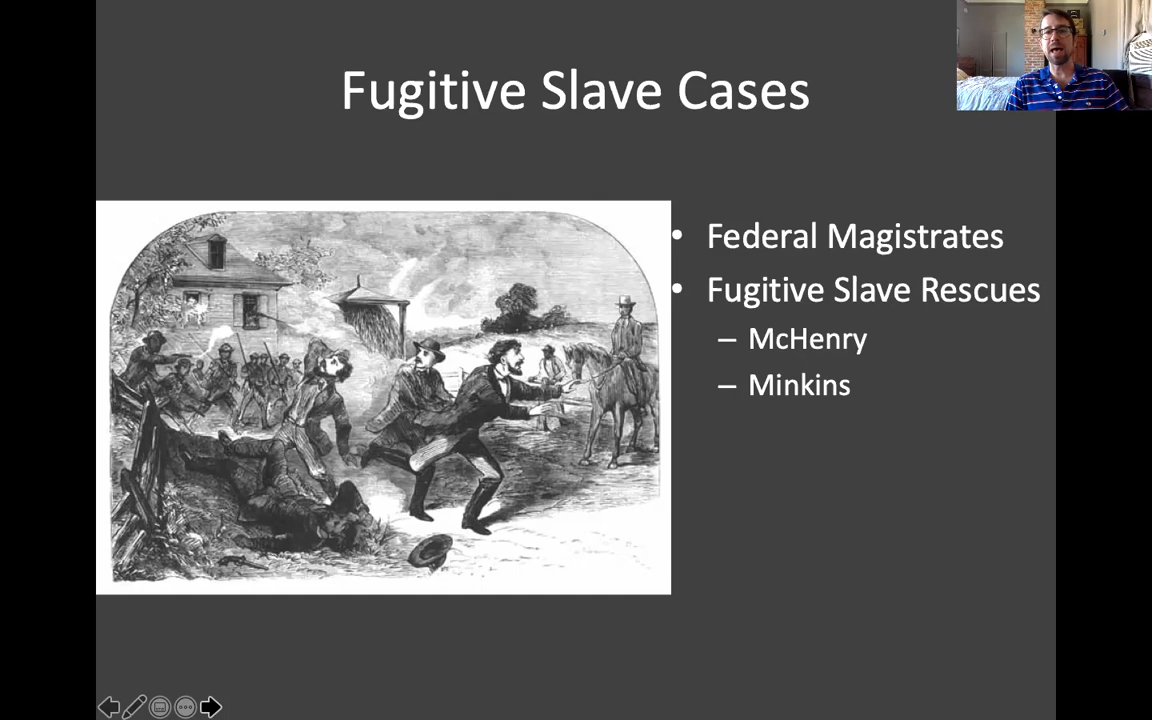 Fugitive Slave Cases
• Federal Magistrates
• Fugitive Slave Rescues
– McHenry
– Minkins